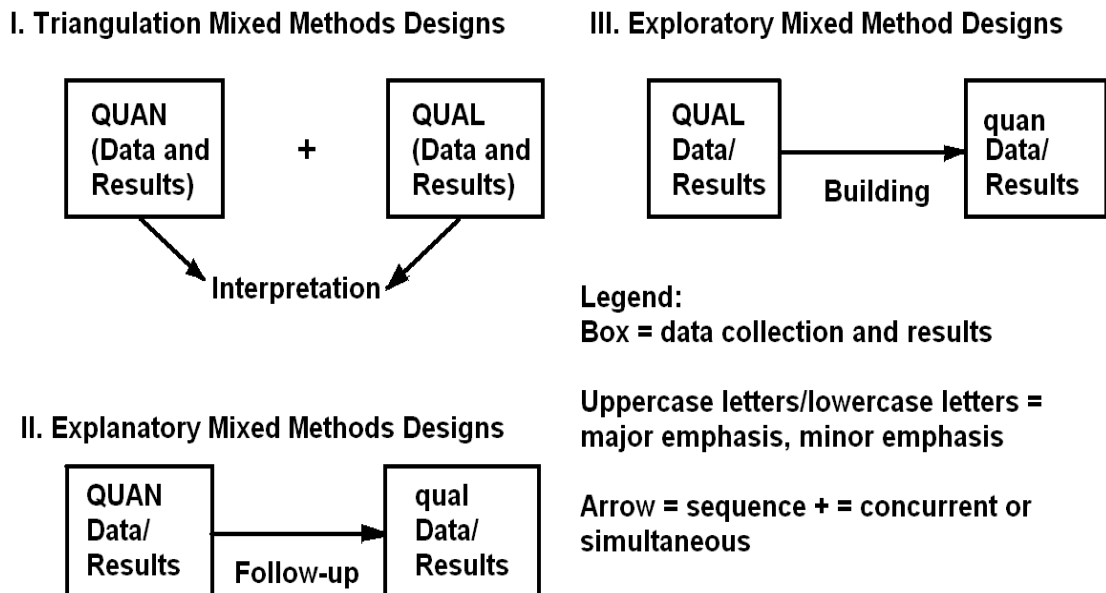 I. Triangulation Mixed Methods Designs
QUAN
(Data and
Results)
+
QUAL
(Data and
Results)
Interpretation
II. Explanatory Mixed Methods Designs
QUAN
Data/
Results
Follow-up
qual
Data/
Results
III. Exploratory Mixed Method Designs
QUAL
Data/
Results
Building
quan
Data/
Results
Legend:
Box = data collection and results
Uppercase letters/lowercase letters =
major emphasis, minor emphasis
Arrow = sequence + = concurrent or
simultaneous